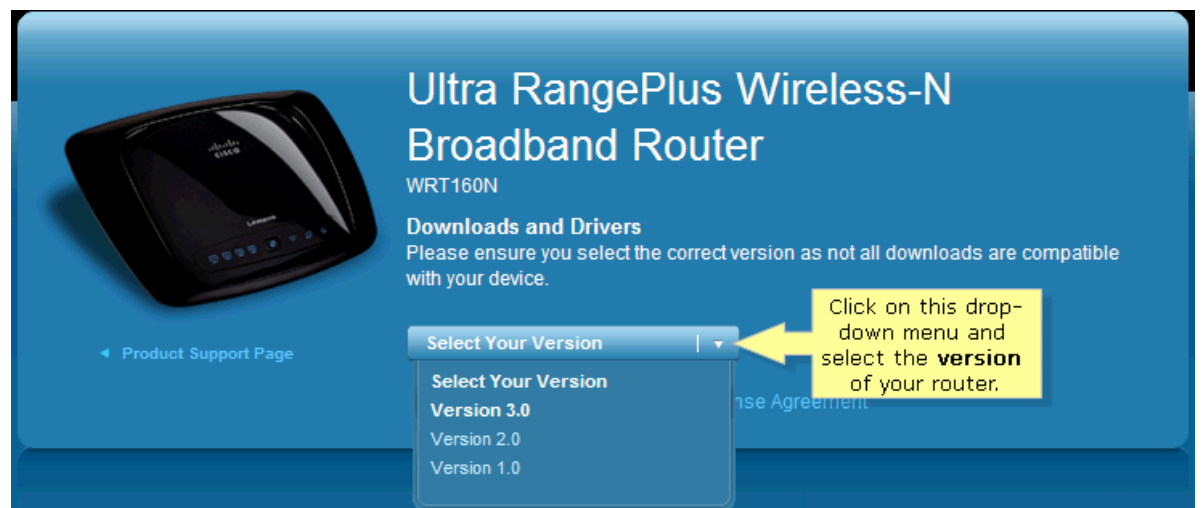 Ultra RangePlus Wireless-N
Broadband Router
WRT160N
Downloads and Drivers
Please ensure you select the correct version as not all downloads are compatible
with your device.
CISCO
LINKSYS
Product Support Page
Select Your Version
Click on this drop-
down menu and
select the version
of your router.
Select Your Version
Version 3.0
Version 2.0
Version 1.0
nse Agreement